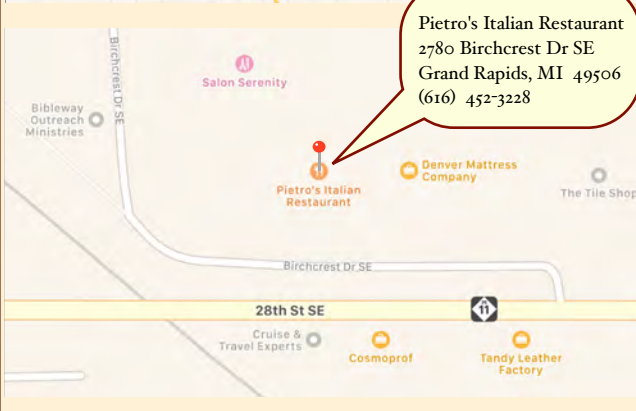 Pietro's Italian Restaurant
2780 Birchcrest Dr SE
Grand Rapids, MI 49506
(616) 452-3228
Birchcrest Dr SE
Salon Serenity
Bibleway
Outreach
Ministries
Pietro's Italian
Restaurant
Denver Mattress
Company
The Tile Shop
Birchcrest Dr SE
28th St SE
M
11
Cruise &
Travel Experts
Cosmoprof
Tandy Leather
Factory